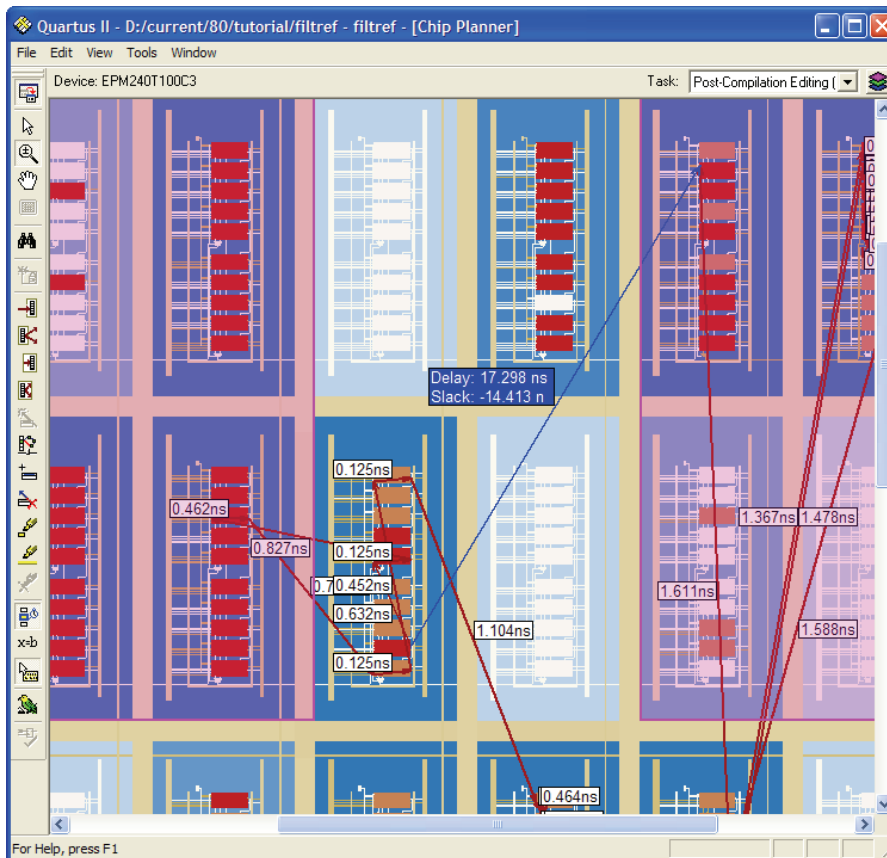 Quartus II - D:/current/80/tutorial/filtref - filtref - [Chip Planner]
File Edit View Tools Window
Device: EPM240T100C3
Task: Post-Compilation Editing (
Delay: 17.298 ns
Slack: -14.413 n
0.125ns
0.462ns
0.827ns
0.125ns
0.7
0.452ns
0.632ns
0.125ns
1.104ns
1.367ns
1.478ns
1.611ns
1.588ns
0.464ns
x=b
For Help, press F1